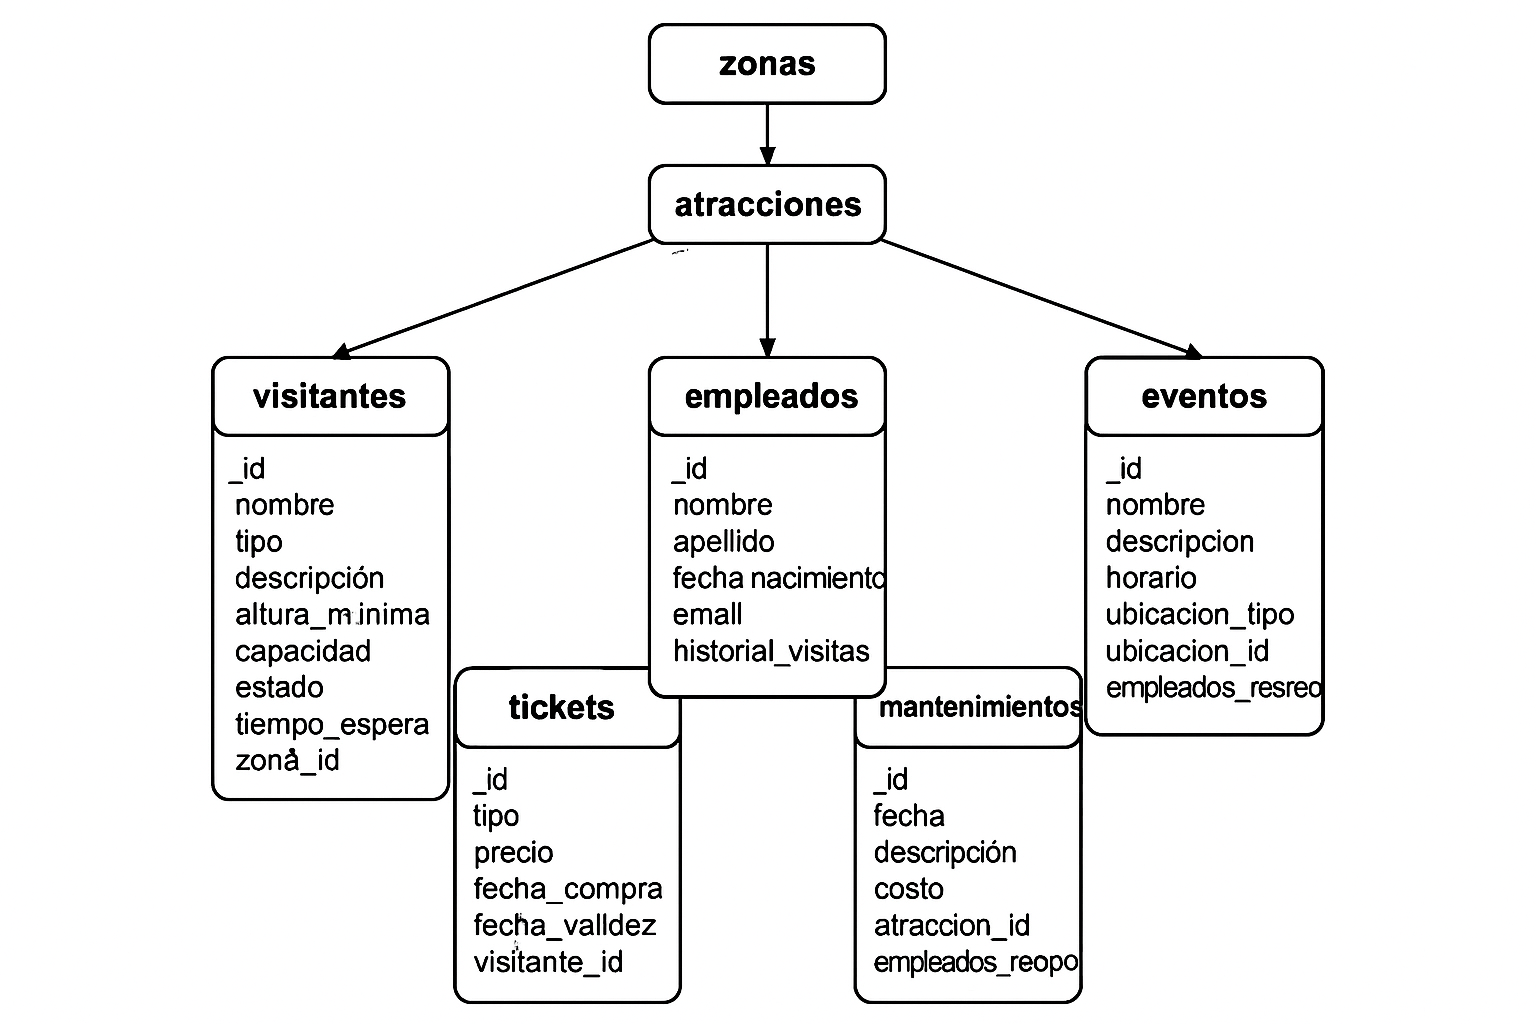 zonas
atracciones
visitantes
_id
nombre
tipo
descripción
altura_minima
capacidad
estado
tiempo_espera
zona_id
empleados
_id
nombre
apellido
fecha nacimiento
emall
historial_visitas
eventos
_id
nombre
descripcion
horario
ubicacion_tipo
ubicacion_id
empleados_resreo
tickets
_id
tipo
precio
fecha_compra
fecha_valldez
visitante_id
mantenimientos
_id
fecha
descripción
costo
atraccion_id
empleados_reopo